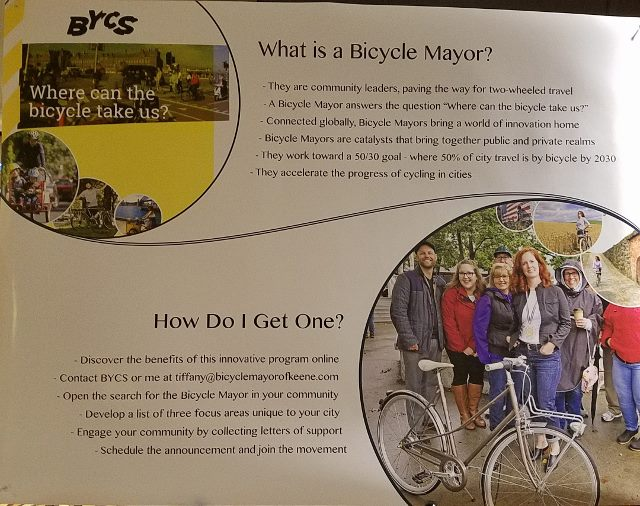 BYCS
Where can the
bicycle take us?
What is a Bicycle Mayor?
- They are community leaders, paving the way for two-wheeled travel
- A Bicycle Mayor answers the question "Where can the bicycle take us?"
- Connected globally, Bicycle Mayors bring a world of innovation home
- Bicycle Mayors are catalysts that bring together public and private realms
- They work toward a 50/30 goal - where 50% of city travel is by bicycle by 2030
- They accelerate the progress of cycling in cities
How Do I Get One?
- Discover the benefits of this innovative program online
- Contact BYCS or me at tiffany@bicyclemayorofkeene.com
- Open the search for the Bicycle Mayor in your community
- Develop a list of three focus areas unique to your city
- Engage your community by collecting letters of support
- Schedule the announcement and join the movement